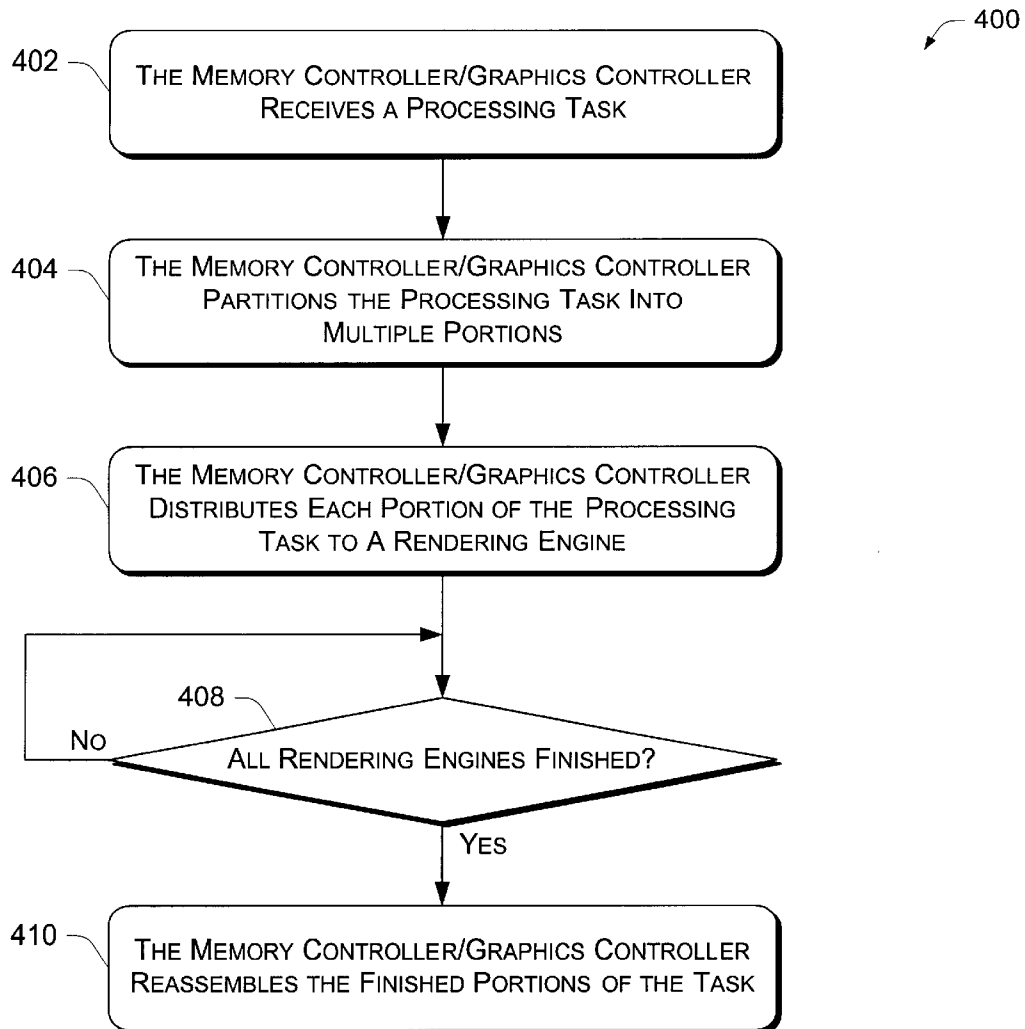 400
402
THE MEMORY CONTROLLER/GRAPHICS CONTROLLER
RECEIVES A PROCESSING TASK
404
THE MEMORY CONTROLLER/GRAPHICS CONTROLLER
PARTITIONS THE PROCESSING TASK INTO
MULTIPLE PORTIONS
406
THE MEMORY CONTROLLER/GRAPHICS CONTROLLER
DISTRIBUTES EACH PORTION OF THE PROCESSING
TASK TO A RENDERING ENGINE
408
NO
ALL RENDERING ENGINES FINISHED?
YES
410
THE MEMORY CONTROLLER/GRAPHICS CONTROLLER
REASSEMBLES THE FINISHED PORTIONS OF THE TASK